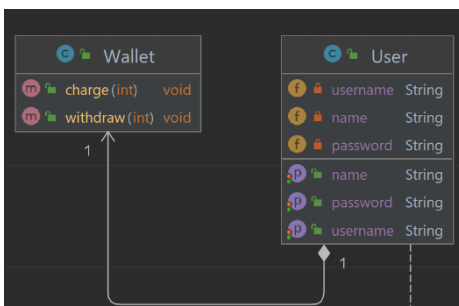 Wallet
charge(int) void
withdraw(int) void
1
User
username String
name String
password String
name String
password String
username String
1